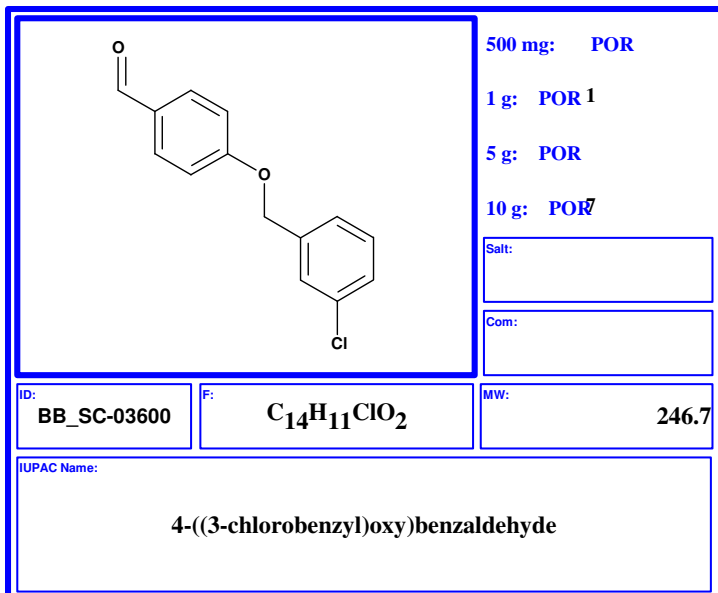 O
O
Cl
500 mg: POR
1 g: POR 1
5 g: POR
10 g: POR7
Salt:
Com:
ID:
BB_SC-03600
F:
C14H11ClO2
MW:
246.7
IUPAC Name:
4-((3-chlorobenzyl)oxy)benzaldehyde